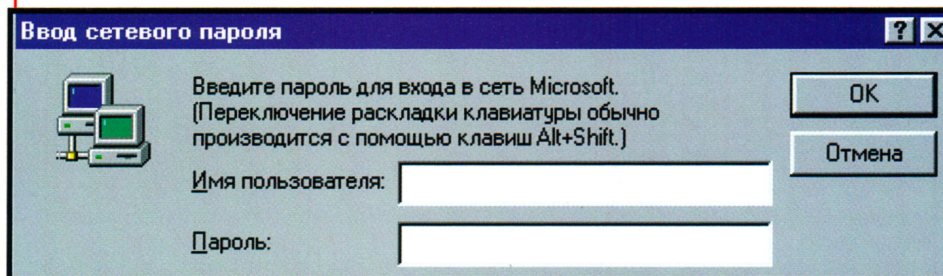 Ввод сетевого пароля
Введите пароль для входа в сеть Microsoft.
(Переключение раскладки клавиатуры обычно
производится с помощью клавиш Alt+Shift.)
Имя пользователя:
Пароль:
OK
Отмена